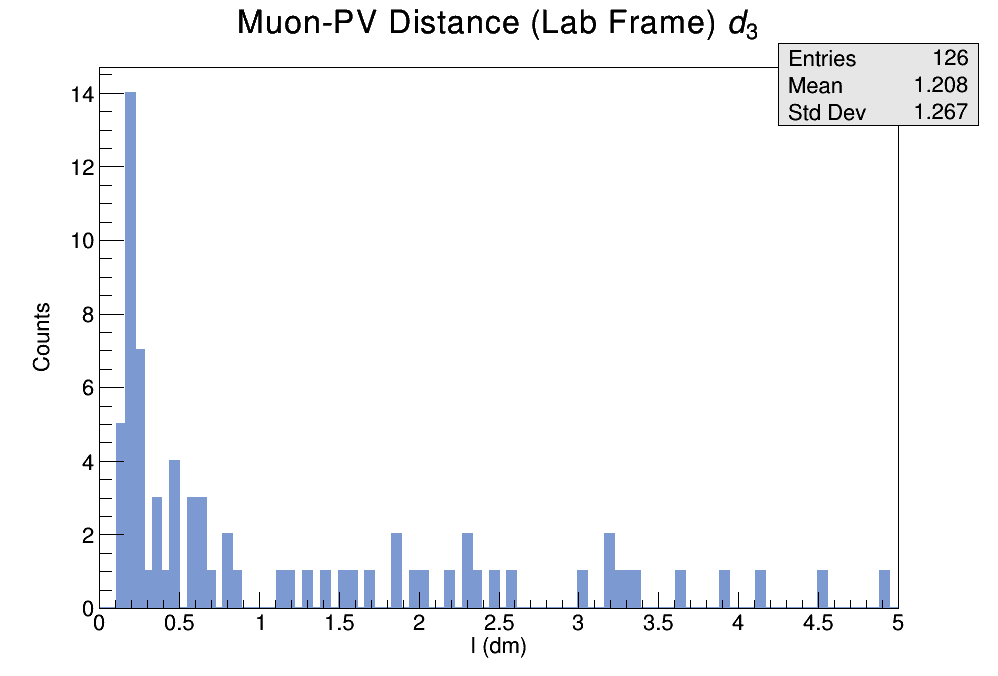 Muon-PV Distance (Lab Frame) d₃
Entries 126
Mean 1.208
Std Dev 1.267
14
12
10
8
6
4
2
0
Counts
0 0.5 1 1.5 2 2.5 3 3.5 4 4.5 5
l (dm)